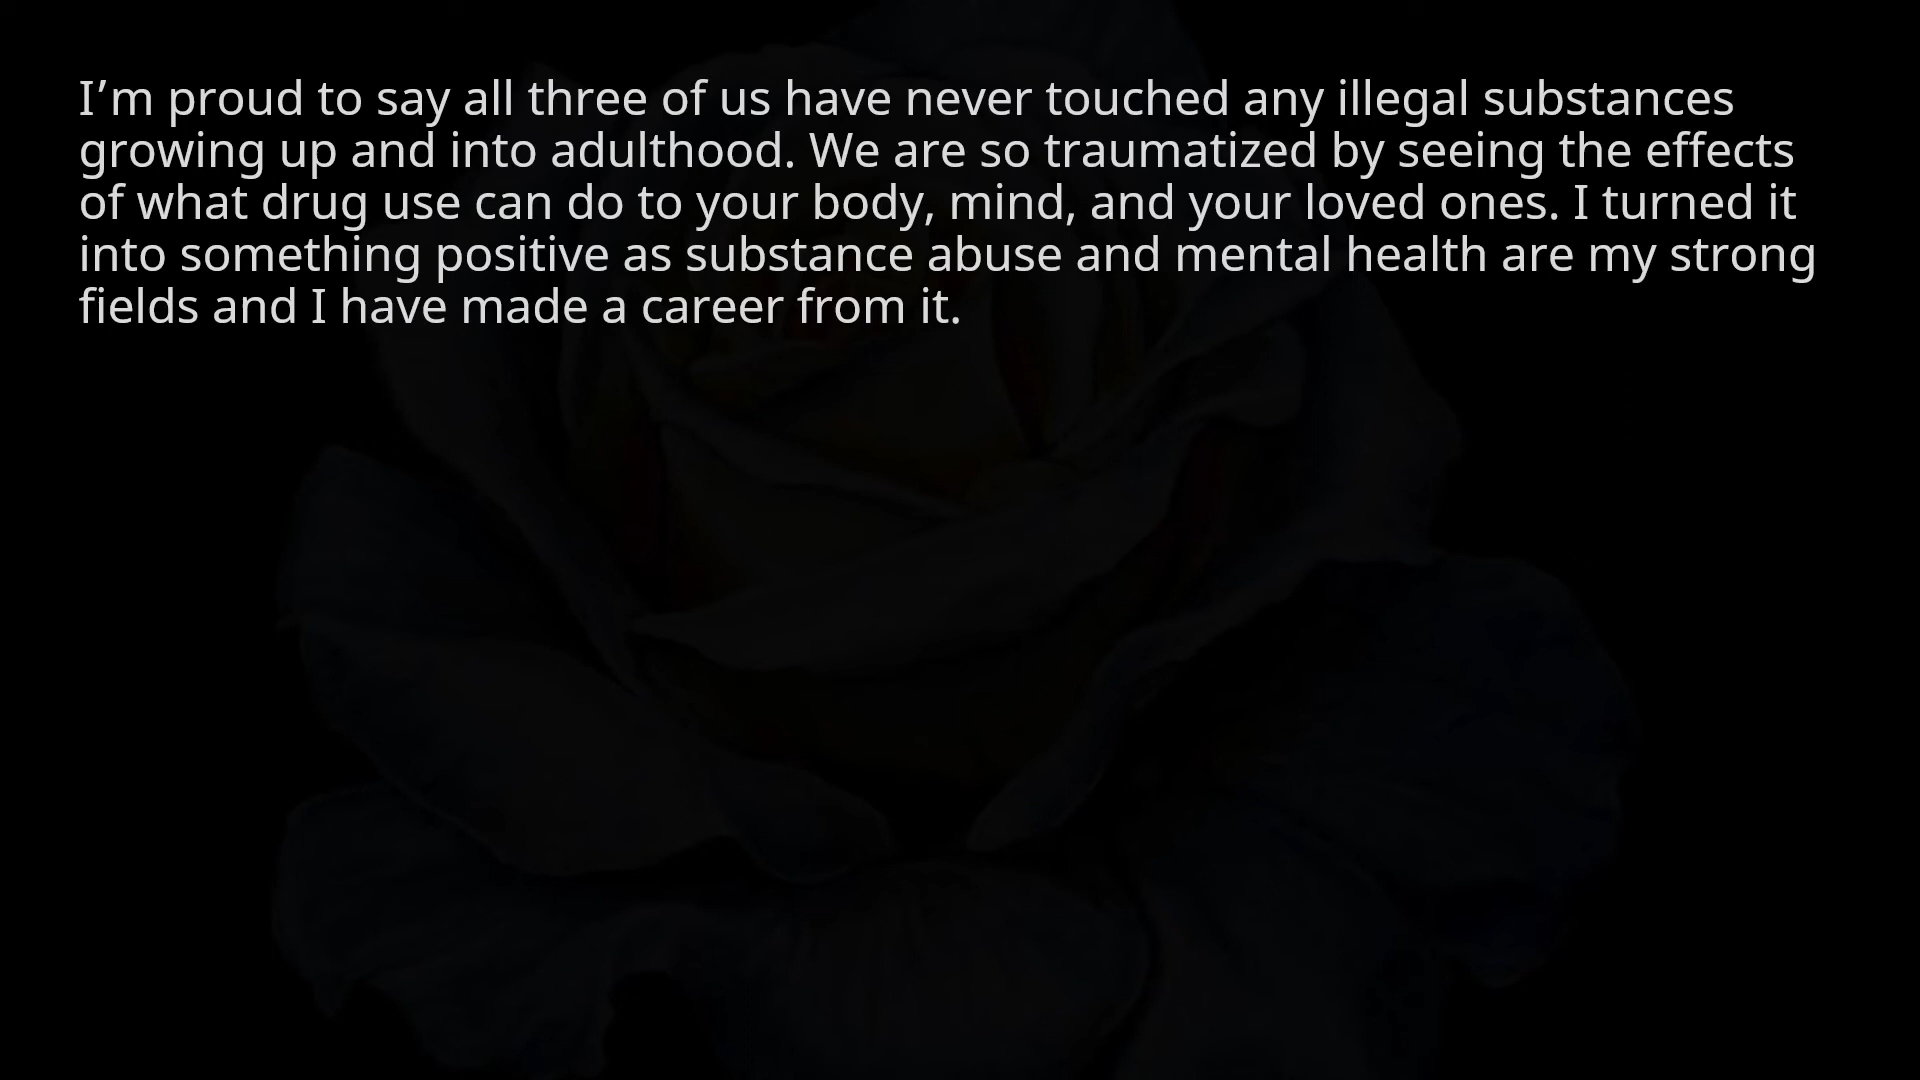 I’m proud to say all three of us have never touched any illegal substances
growing up and into adulthood. We are so traumatized by seeing the effects
of what drug use can do to your body, mind, and your loved ones. I turned it
into something positive as substance abuse and mental health are my strong
fields and I have made a career from it.